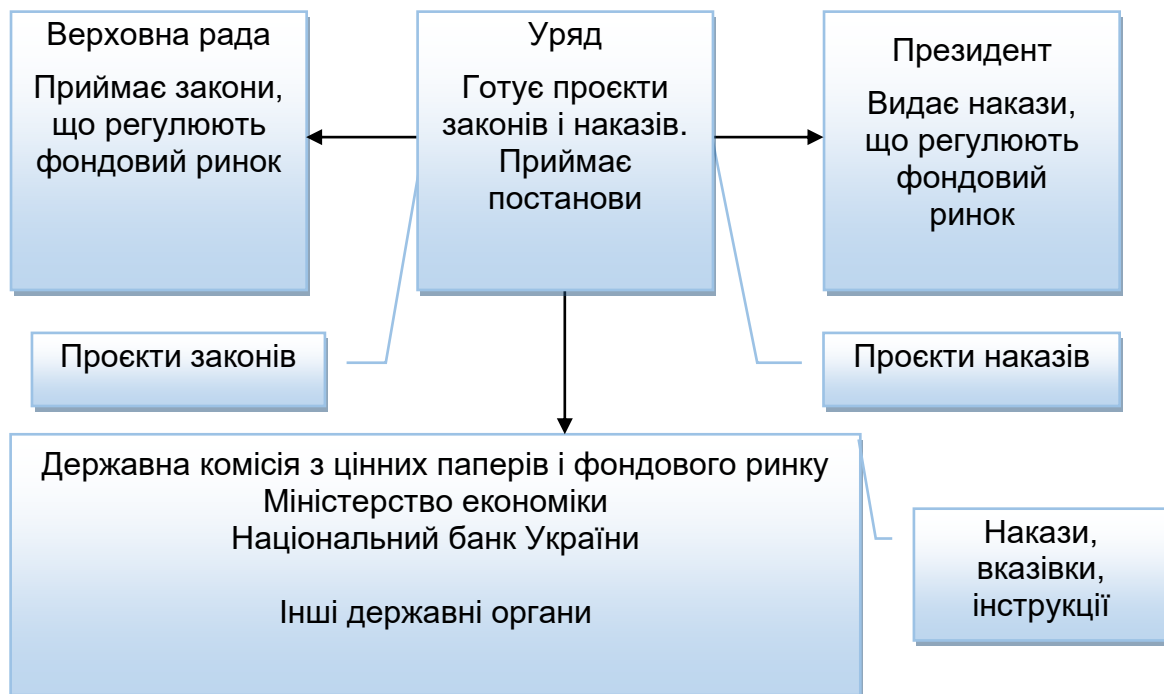 Верховна рада
Приймає закони,
що регулюють
фондовий ринок
Уряд
Готує проєкти
законів і наказів.
Приймає
постанови
Президент
Видає накази,
що регулюють
фондовий
ринок
Проєкти законів
Проєкти наказів
Державна комісія з цінних паперів і фондового ринку
Міністерство економіки
Національний банк України
Інші державні органи
Накази,
вказівки,
інструкції